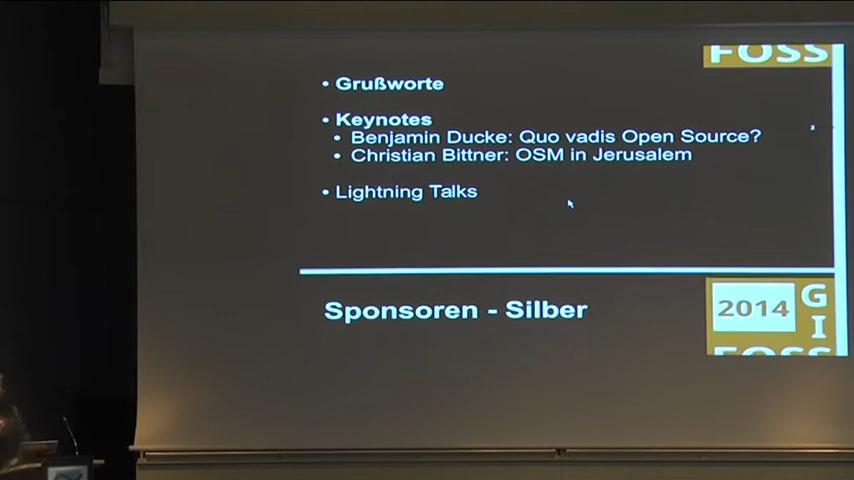 FOSS
• Grußworte
• Keynotes
• Benjamin Ducke: Quo vadis Open Source?
• Christian Bittner: OSM in Jerusalem
• Lightning Talks
Sponsoren - Silber
2014
G
I
FOSS